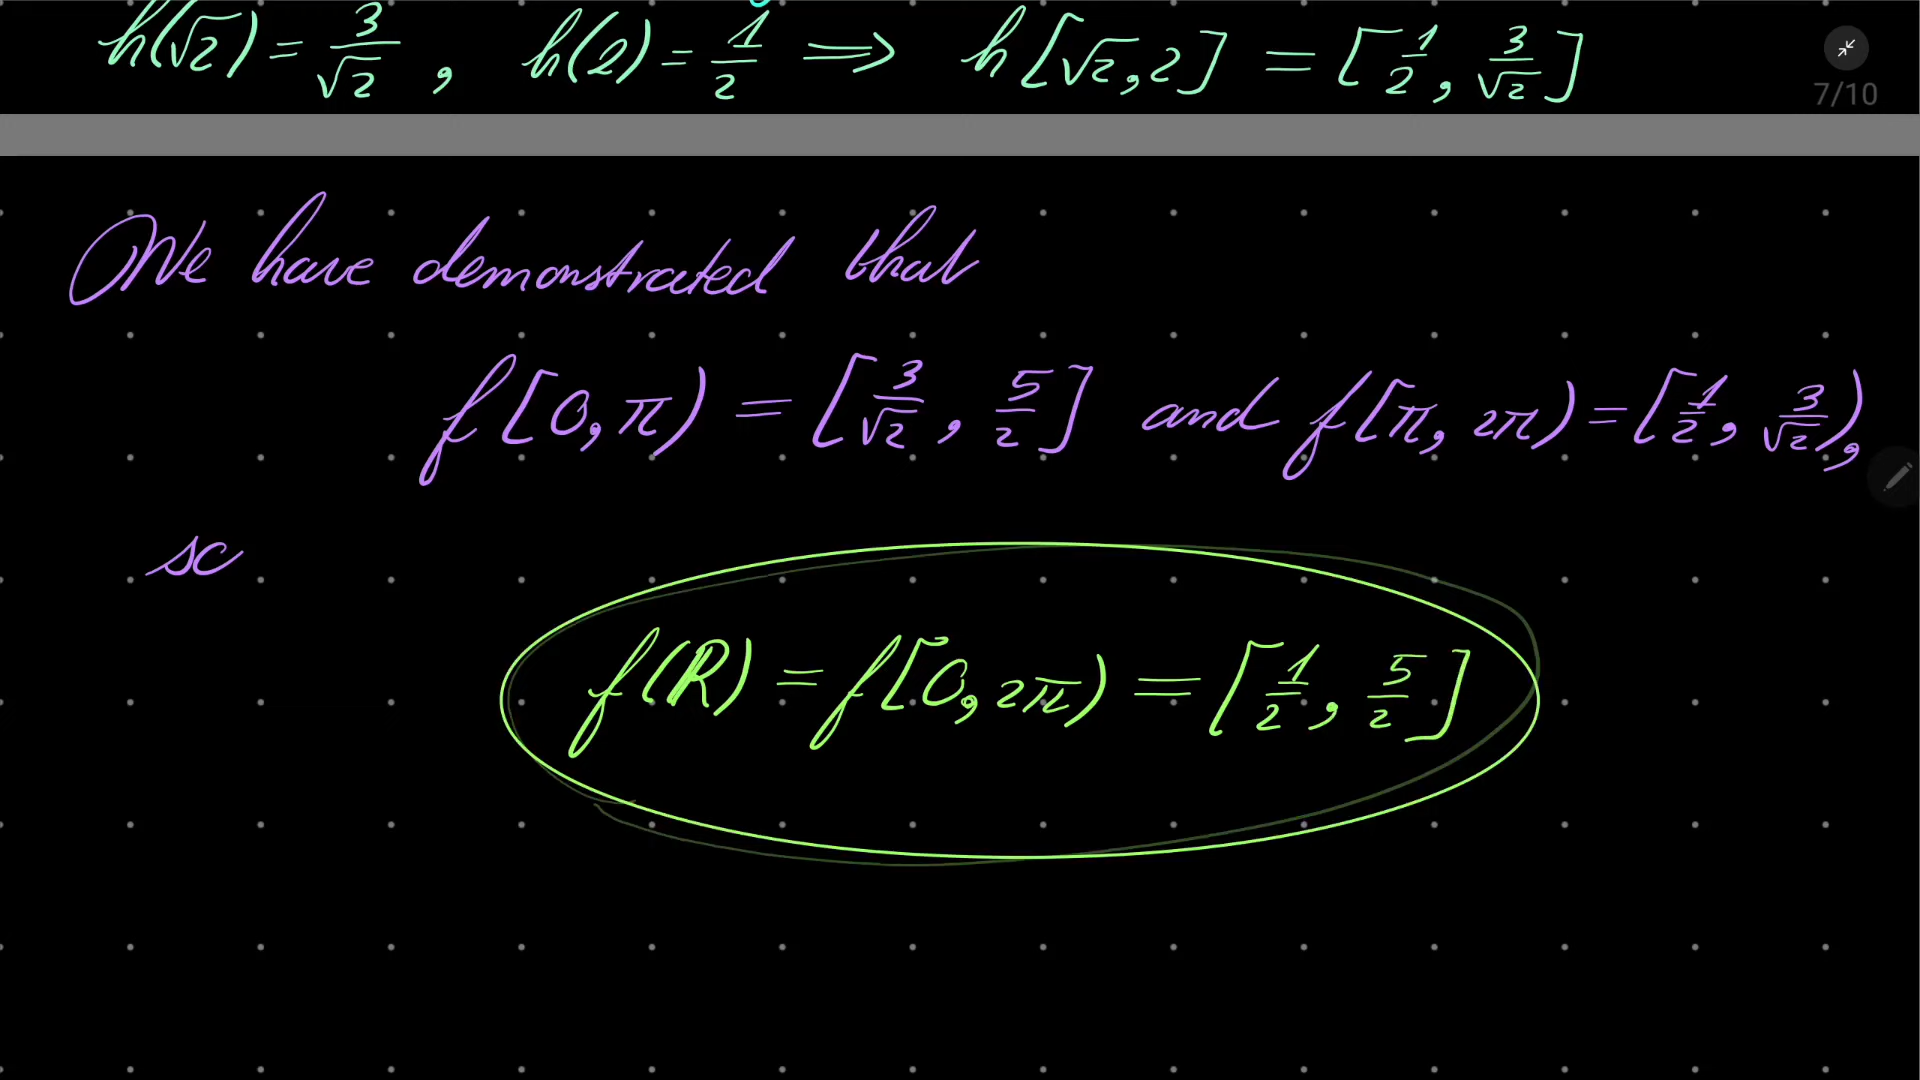 h(√2) = 3/√2 , h(2) = 1/2 ⟹ h[√2, 2] = [1/2, 3/√2]
7/10
We have demonstrated that
f[0, π) = [3/√2, 5/2] and f[π, 2π) = [1/2, 3/√2),
so
f(ℝ) = f[0, 2π) = [1/2, 5/2]